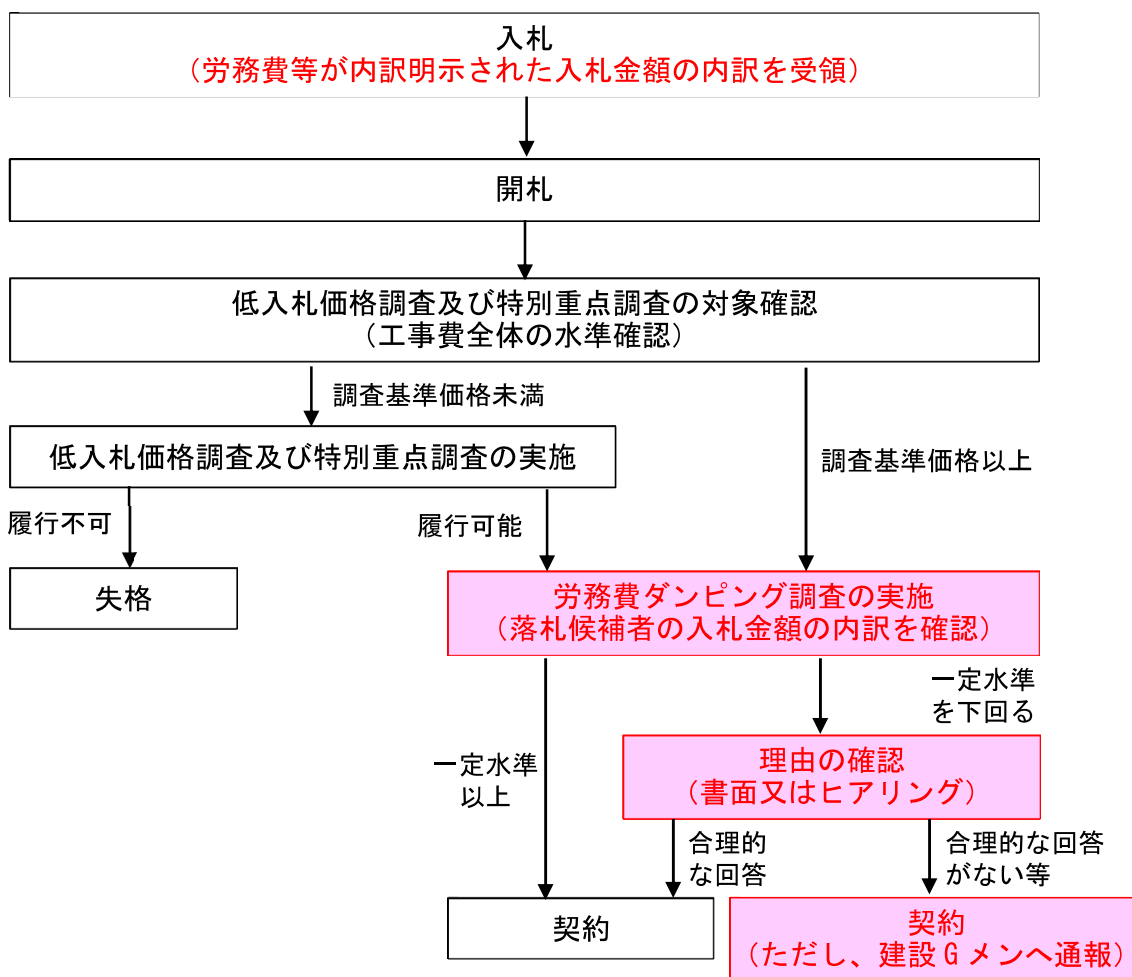 入札
（労務費等が内訳明示された入札金額の内訳を受領）
開札
低入札価格調査及び特別重点調査の対象確認
（工事費全体の水準確認）
調査基準価格未満
低入札価格調査及び特別重点調査の実施
調査基準価格以上
履行不可
履行可能
失格
労務費ダンピング調査の実施
（落札候補者の入札金額の内訳を確認）
一定水準
を下回る
一定水準
以上
理由の確認
（書面又はヒアリング）
合理的
な回答
合理的な回答
がない等
契約
契約
（ただし、建設Ｇメンへ通報）